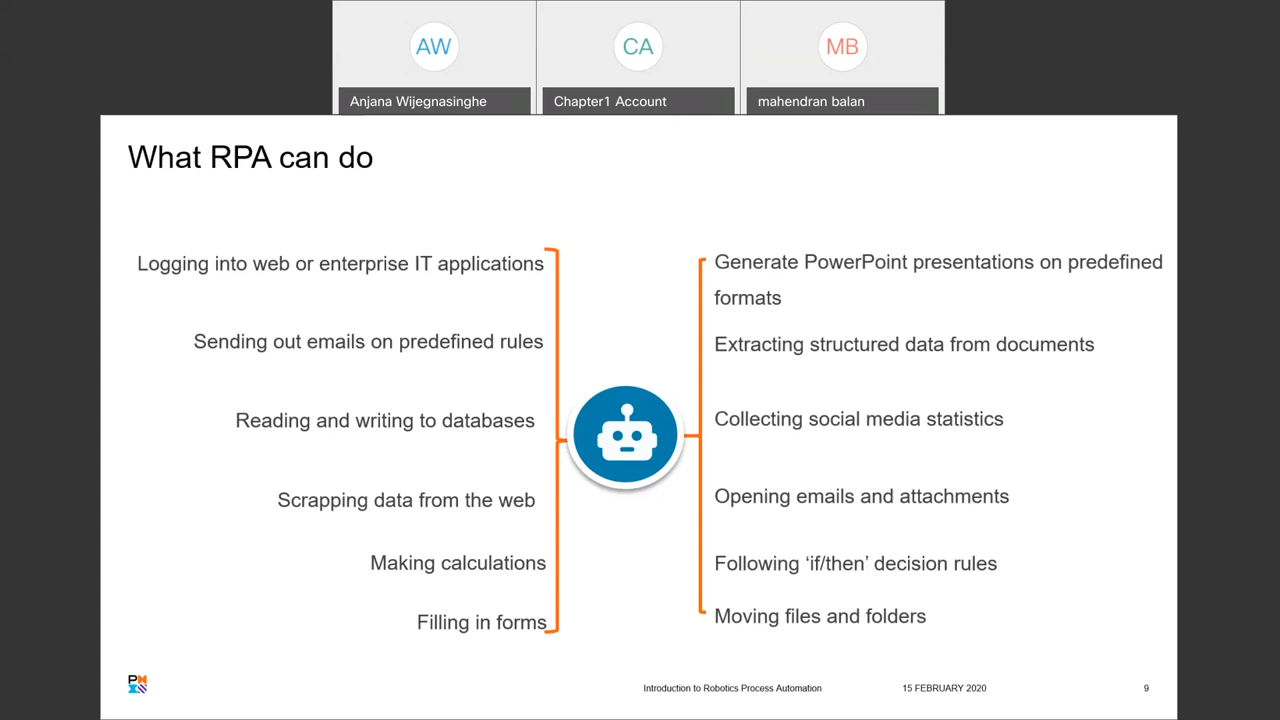 AW
CA
MB
Anjana Wijegnasinghe
Chapter1 Account
mahendran balan
What RPA can do
Logging into web or enterprise IT applications
Sending out emails on predefined rules
Reading and writing to databases
Scrapping data from the web
Making calculations
Filling in forms
Generate PowerPoint presentations on predefined
formats
Extracting structured data from documents
Collecting social media statistics
Opening emails and attachments
Following ‘if/then’ decision rules
Moving files and folders
Introduction to Robotics Process Automation
15 FEBRUARY 2020
9